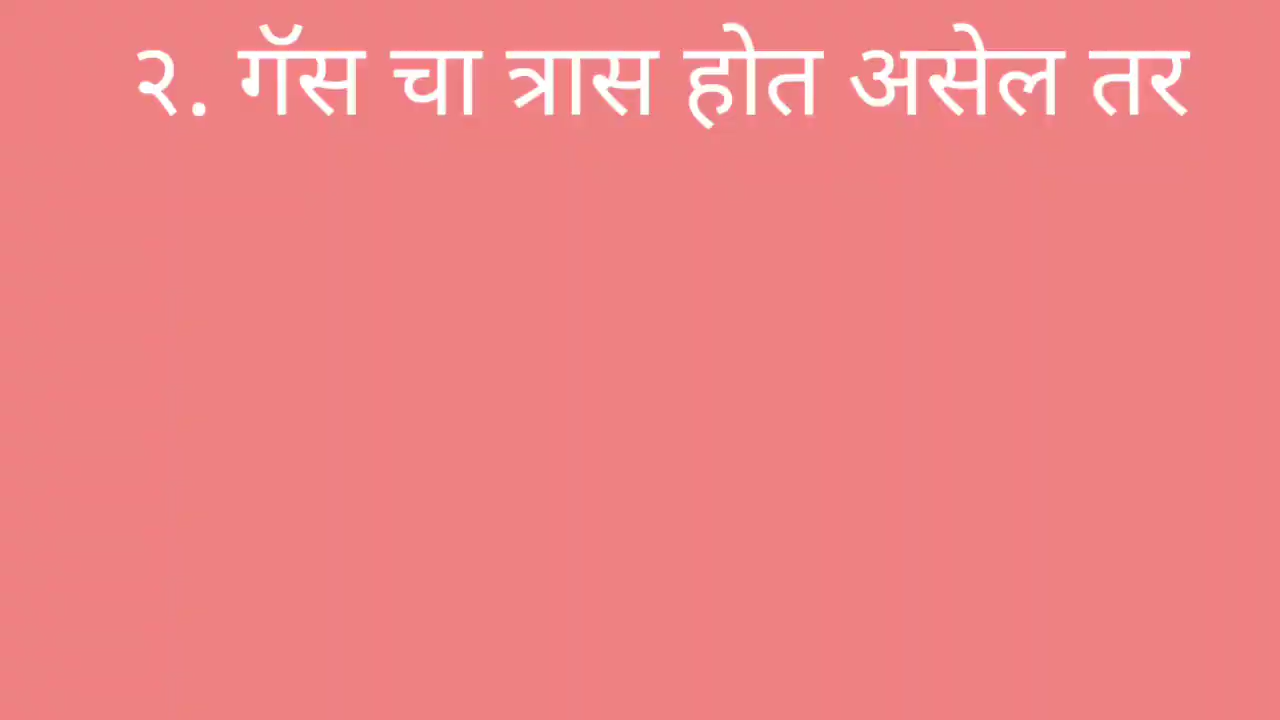 २. गॅस चा त्रास होत असेल तर